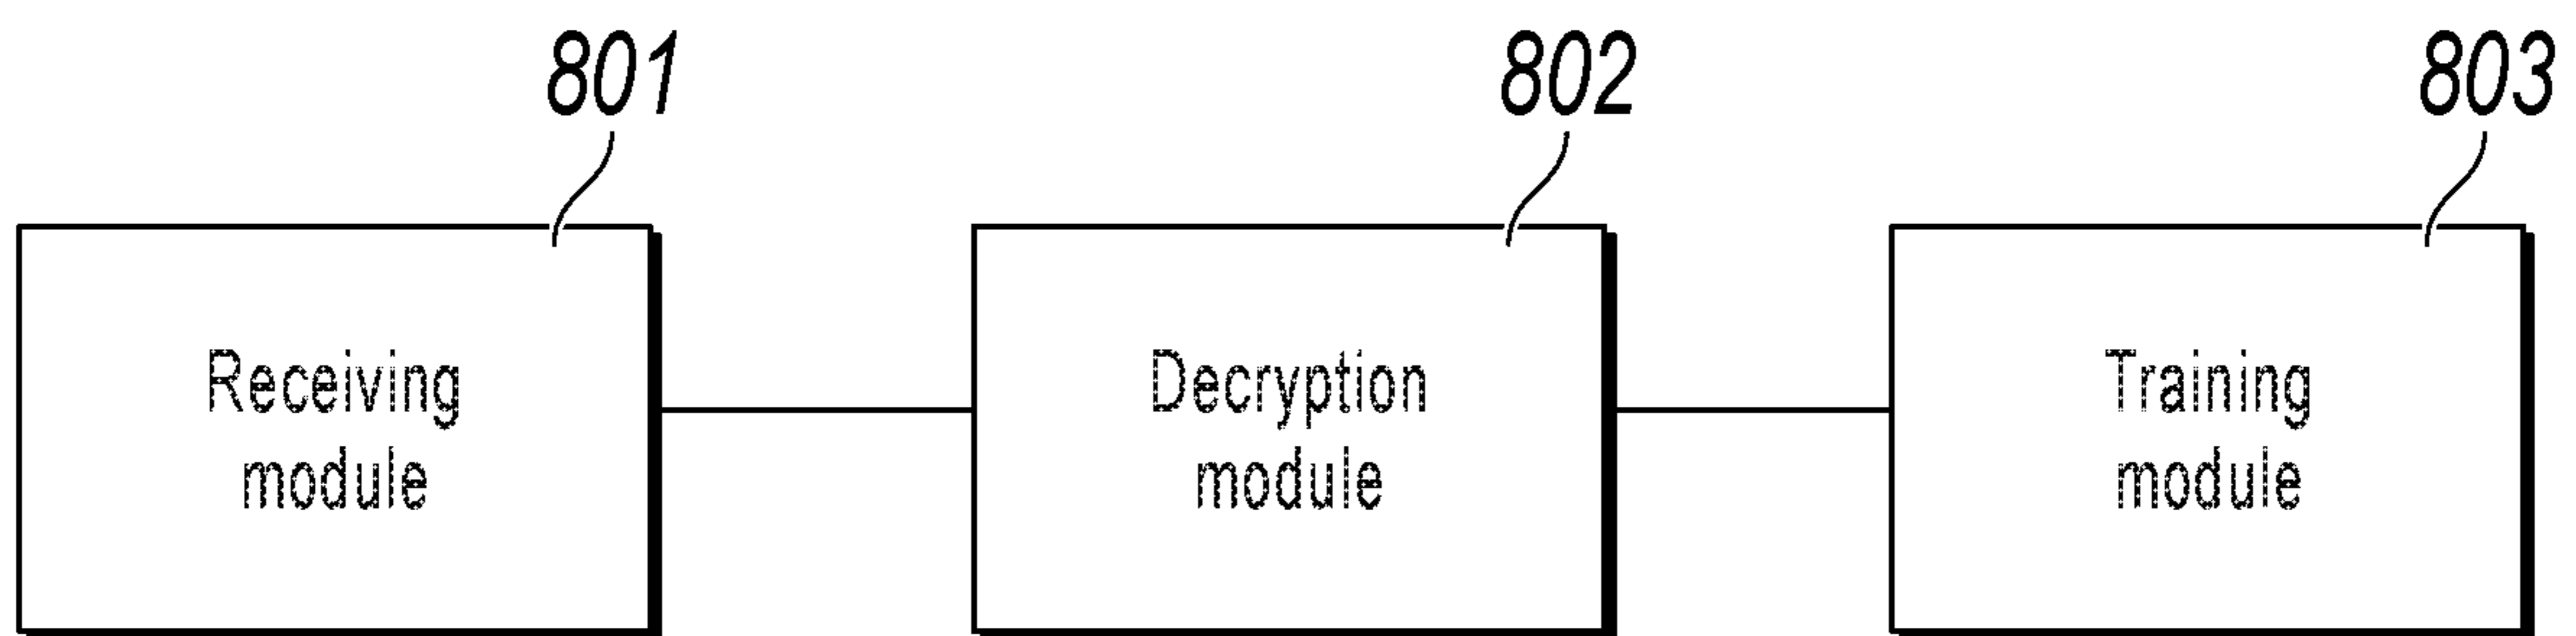 801
802
803
Receiving
module
Decryption
module
Training
module